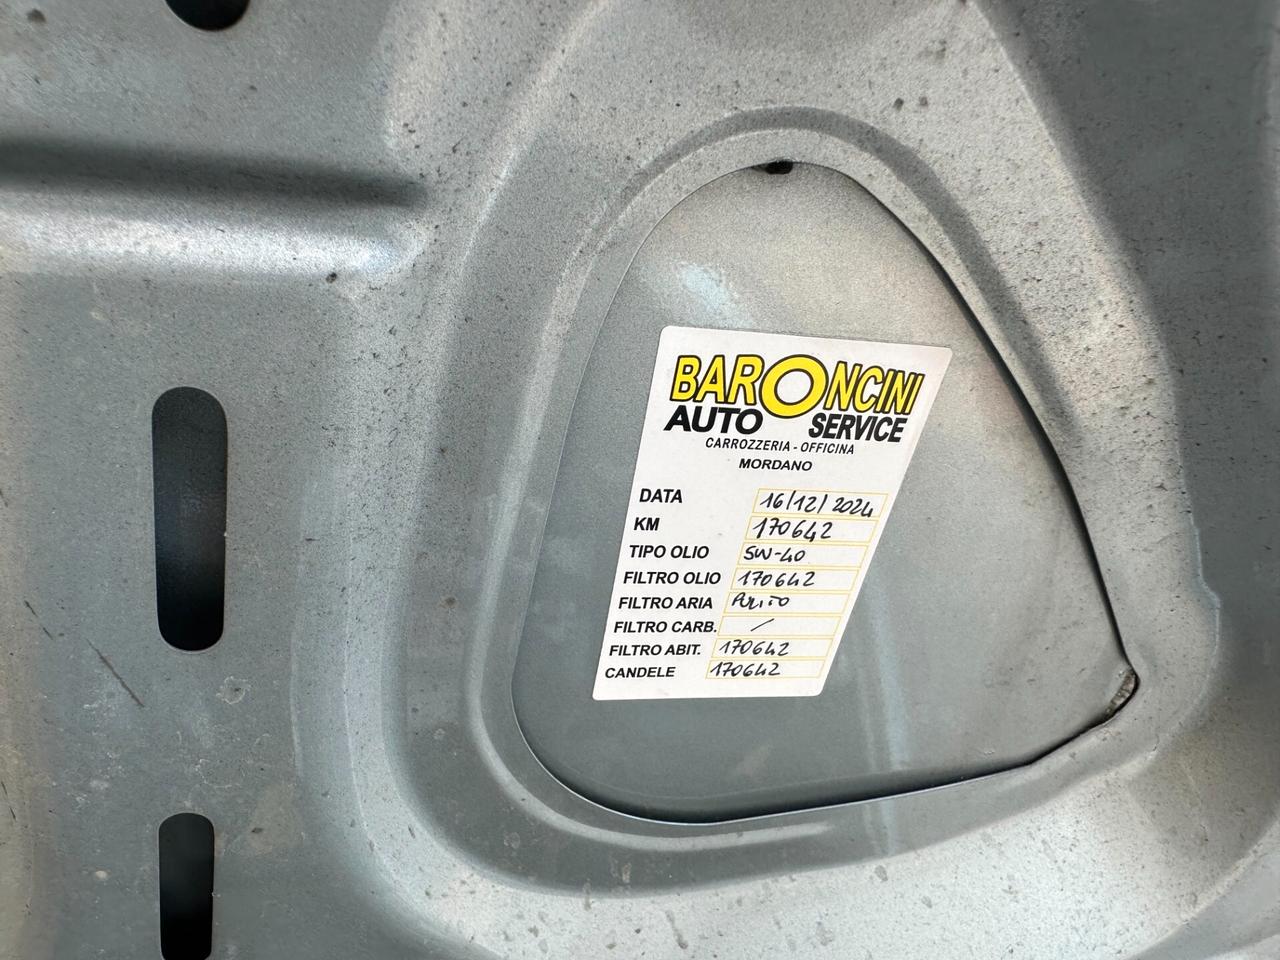 BARONCINI
AUTO SERVICE
CARROZZERIA - OFFICINA
MORDANO
DATA 16/12/2024
KM 170642
TIPO OLIO 5W-40
FILTRO OLIO 170642
FILTRO ARIA PULITO
FILTRO CARB. /
FILTRO ABIT. 170642
CANDELE 170642